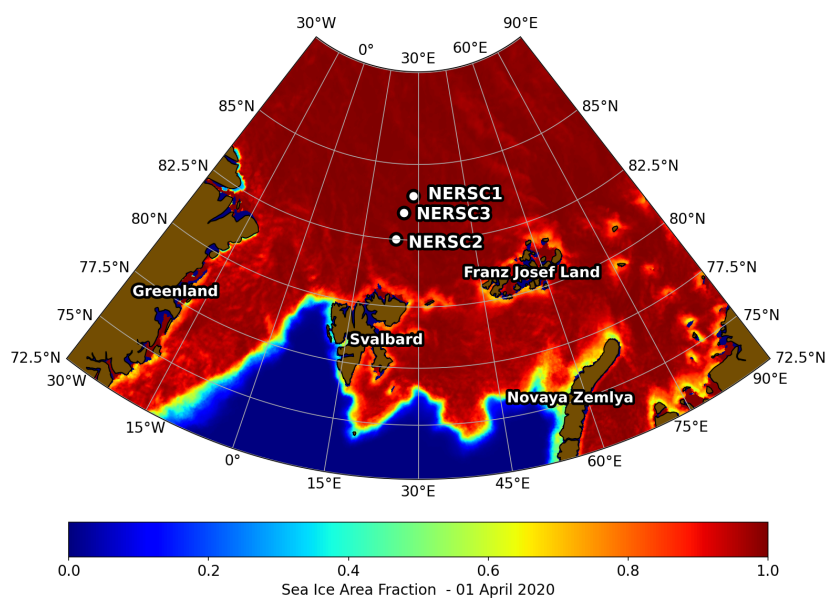 30°W
90°E
0°
30°E
60°E
85°N
85°N
82.5°N
82.5°N
NERSC1
NERSC3
80°N
80°N
NERSC2
77.5°N
Franz Josef Land
77.5°N
Greenland
75°N
75°N
Svalbard
72.5°N
72.5°N
30°W
90°E
Novaya Zemlya
15°W
75°E
0°
60°E
15°E
45°E
30°E
0.0 0.2 0.4 0.6 0.8 1.0
Sea Ice Area Fraction - 01 April 2020